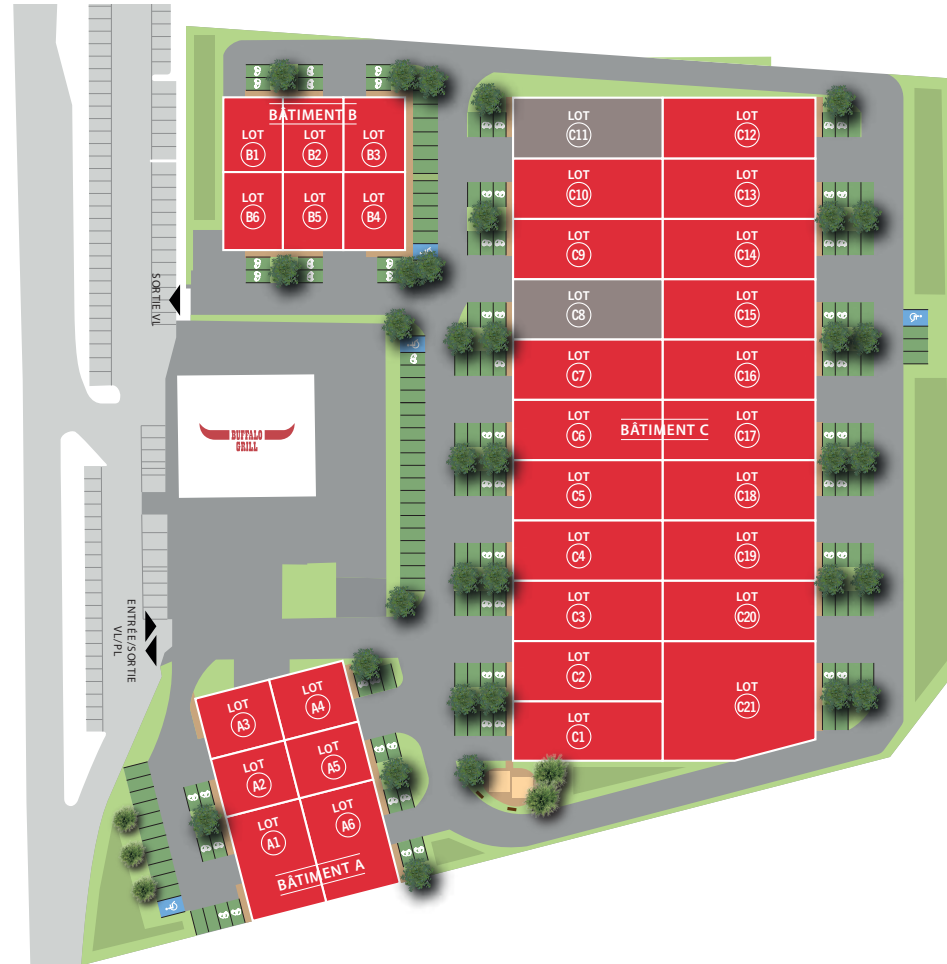 BÂTIMENT B
LOT
B1
LOT
B2
LOT
B3
LOT
B6
LOT
B5
LOT
B4
SORTIE VL
BUFFALO
GRILL
ENTRÉE/SORTIE
VL/PL
LOT
A3
LOT
A4
LOT
A2
LOT
A5
LOT
A1
LOT
A6
BÂTIMENT A
LOT
C11
LOT
C12
LOT
C10
LOT
C13
LOT
C9
LOT
C14
LOT
C8
LOT
C15
LOT
C7
LOT
C16
LOT
C6
BÂTIMENT C
LOT
C17
LOT
C5
LOT
C18
LOT
C4
LOT
C19
LOT
C3
LOT
C20
LOT
C2
LOT
C21
LOT
C1